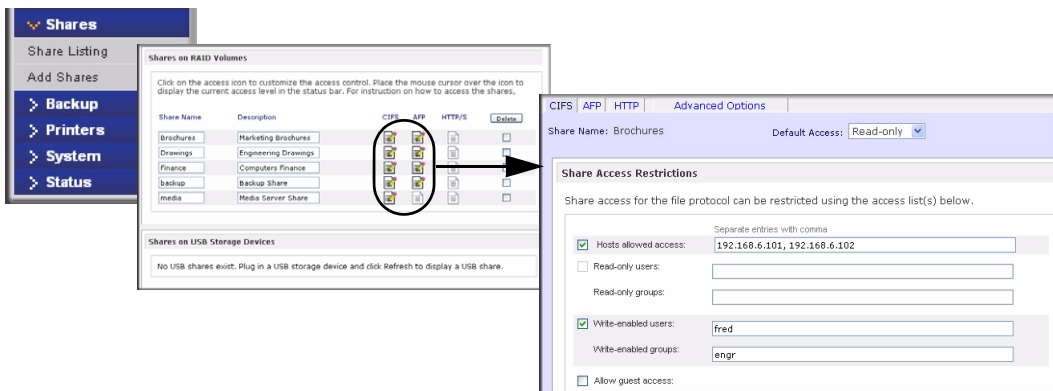 Shares
Share Listing
Add Shares
Backup
Printers
System
Status
Shares on RAID Volumes
Click on the access icon to customize the access control. Place the mouse cursor over the icon to
display the current access level in the status bar. For instruction on how to access the shares,
Share Name Description CIFS AFP HTTP/S Delete
Brochures Marketing Brochures
Drawings Engineering Drawings
Finance Computers Finance
backup Backup Share
media Media Server Share
Shares on USB Storage Devices
No USB shares exist. Plug in a USB storage device and click Refresh to display a USB share.
CIFS AFP HTTP Advanced Options
Share Name: Brochures Default Access: Read-only
Share Access Restrictions
Share access for the file protocol can be restricted using the access list(s) below.
Separate entries with comma
Hosts allowed access: 192.168.6.101, 192.168.6.102
Read-only users:
Read-only groups:
Write-enabled users: fred
Write-enabled groups: engr
Allow guest access: